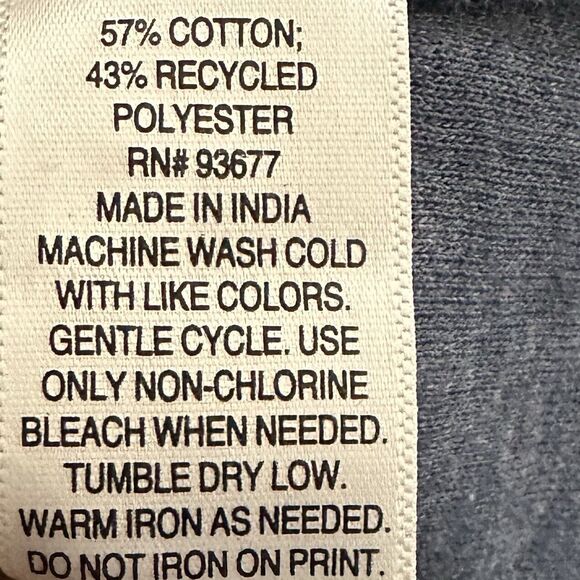 57% COTTON;
43% RECYCLED
POLYESTER
RN# 93677
MADE IN INDIA
MACHINE WASH COLD
WITH LIKE COLORS.
GENTLE CYCLE. USE
ONLY NON-CHLORINE
BLEACH WHEN NEEDED.
TUMBLE DRY LOW.
WARM IRON AS NEEDED.
DO NOT IRON ON PRINT.